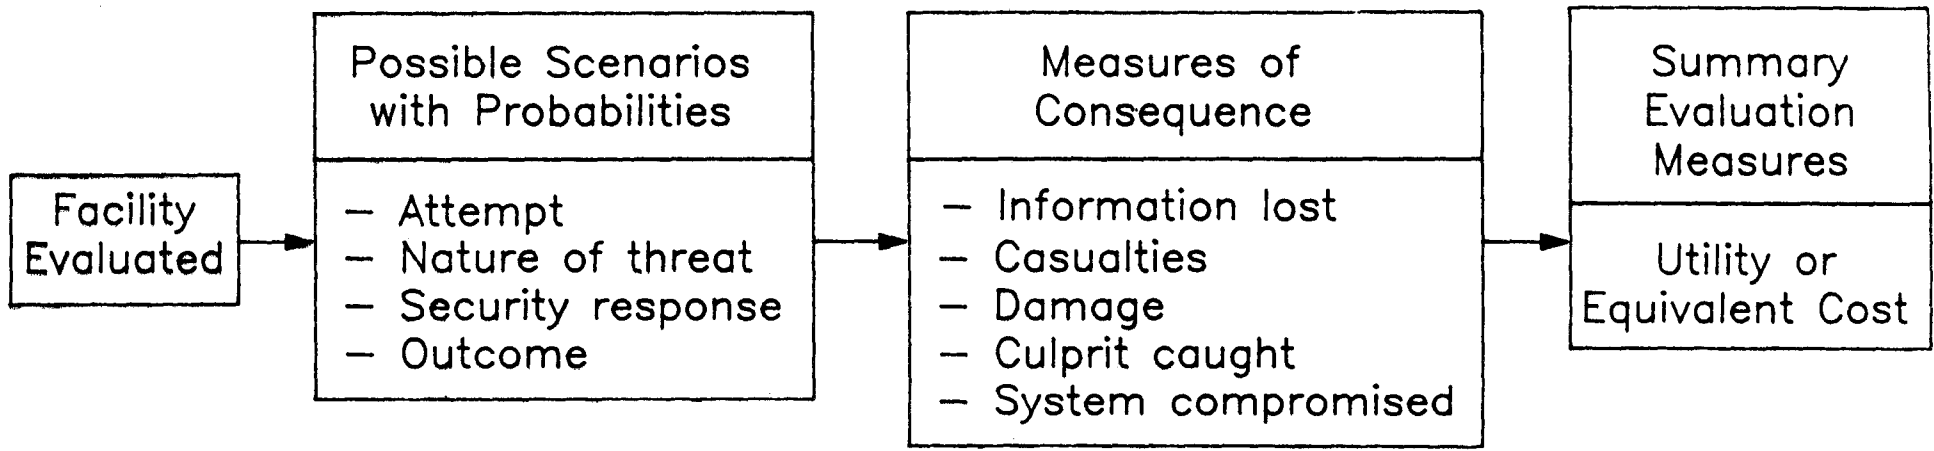 Facility
Evaluated
Possible Scenarios
with Probabilities
– Attempt
– Nature of threat
– Security response
– Outcome
Measures of
Consequence
– Information lost
– Casualties
– Damage
– Culprit caught
– System compromised
Summary
Evaluation
Measures
Utility or
Equivalent Cost